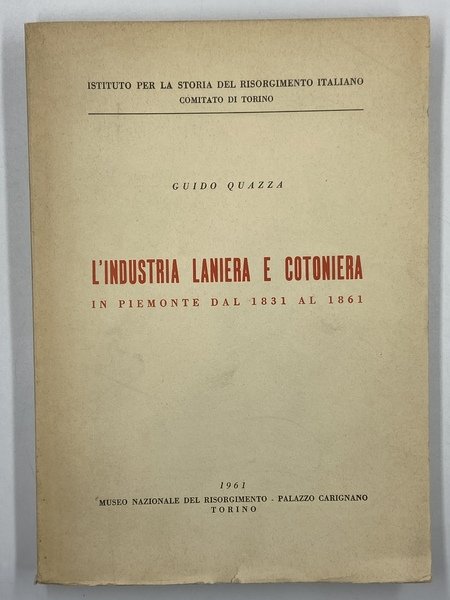 ISTITUTO PER LA STORIA DEL RISORGIMENTO ITALIANO
COMITATO DI TORINO
GUIDO QUAZZA
L'INDUSTRIA LANIERA E COTONIERA
IN PIEMONTE DAL 1831 AL 1861
1961
MUSEO NAZIONALE DEL RISORGIMENTO - PALAZZO CARIGNANO
TORINO